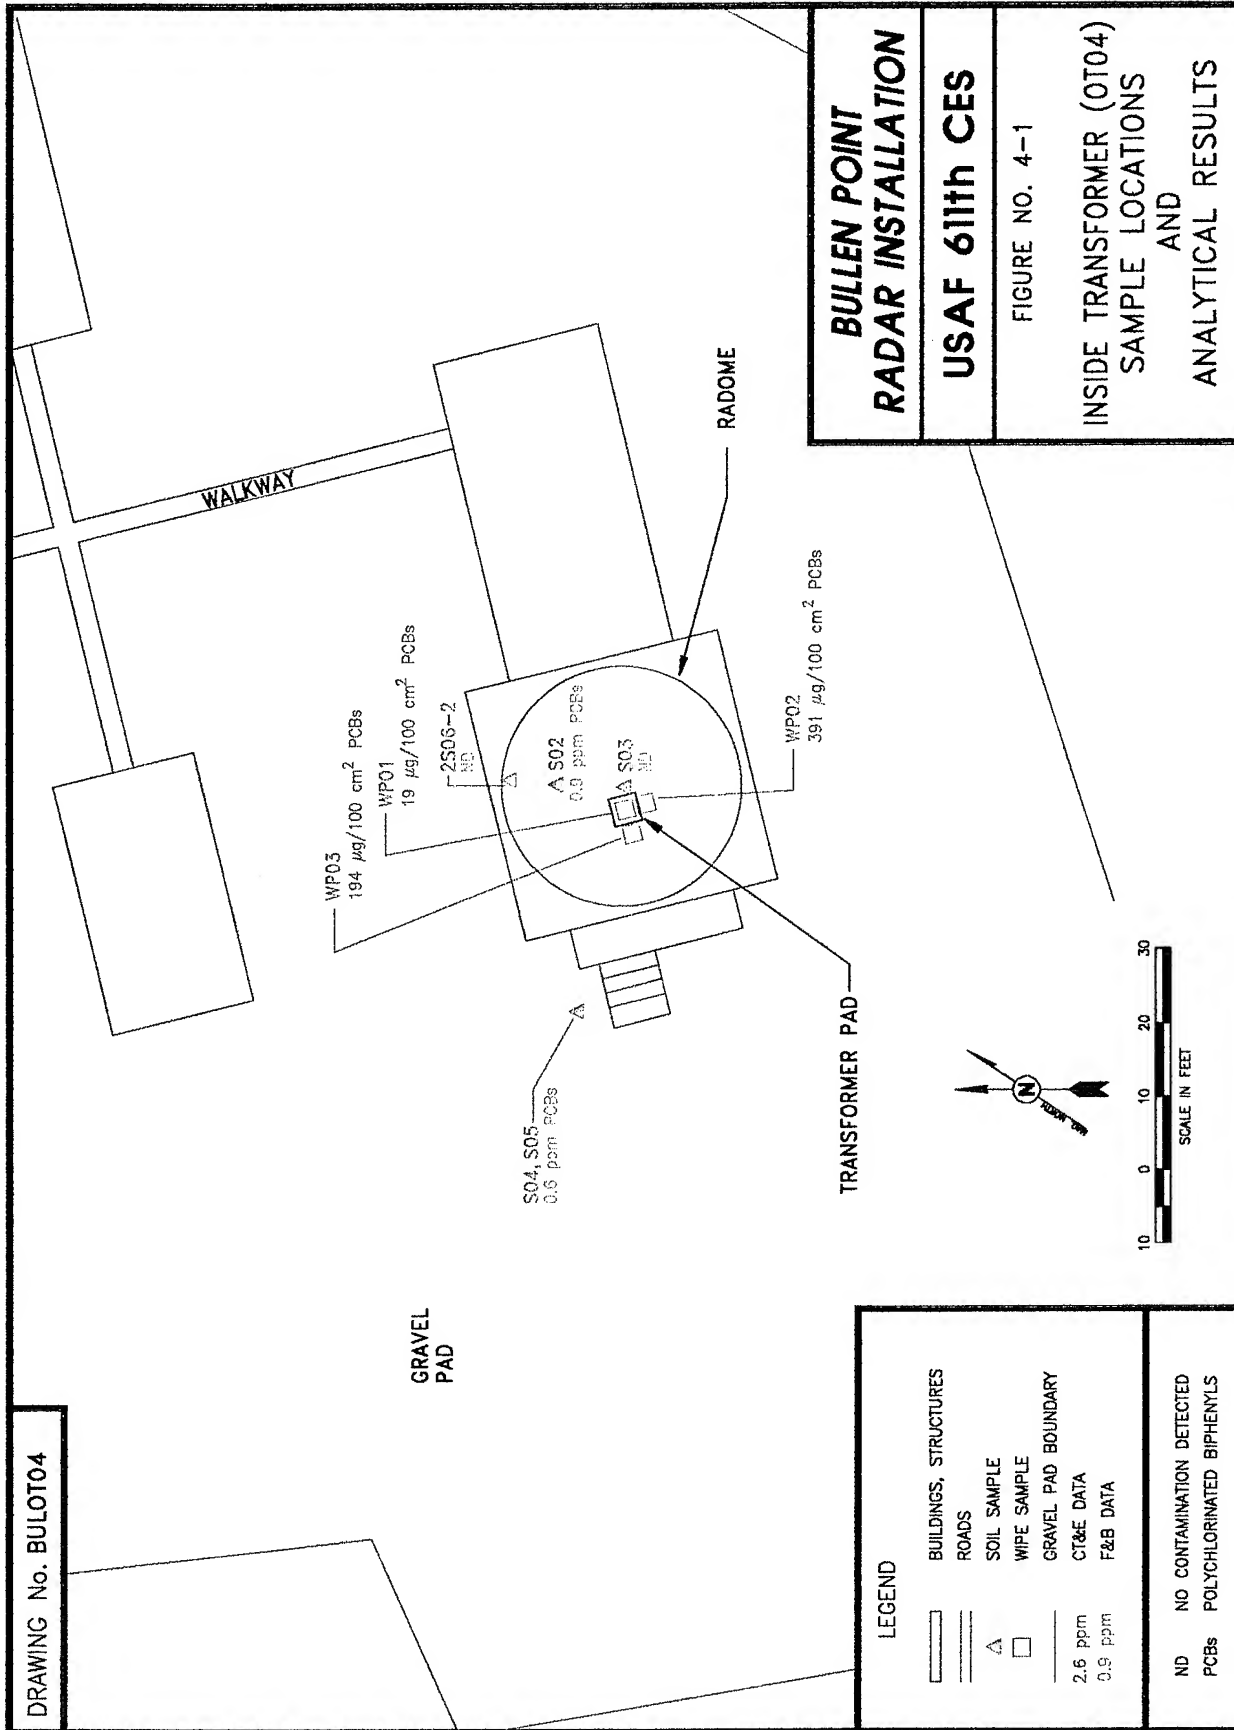 DRAWING No. BULOT04
GRAVEL
PAD
WALKWAY
WP03
194 µg/100 cm² PCBs
WP01
19 µg/100 cm² PCBs
2S06-2
ND
S02
0.9 ppm PCBs
S03
ND
S04, S05
0.6 ppm PCBs
WP02
391 µg/100 cm² PCBs
RADOME
TRANSFORMER PAD
N
MAG NORTH
10 0 10 20 30
SCALE IN FEET
LEGEND
BUILDINGS, STRUCTURES
ROADS
SOIL SAMPLE
WIPE SAMPLE
GRAVEL PAD BOUNDARY
2.6 ppm CT&E DATA
0.9 ppm F&B DATA
ND NO CONTAMINATION DETECTED
PCBs POLYCHLORINATED BIPHENYLS
BULLEN POINT
RADAR INSTALLATION
USAF 611th CES
FIGURE NO. 4-1
INSIDE TRANSFORMER (OT04)
SAMPLE LOCATIONS
AND
ANALYTICAL RESULTS